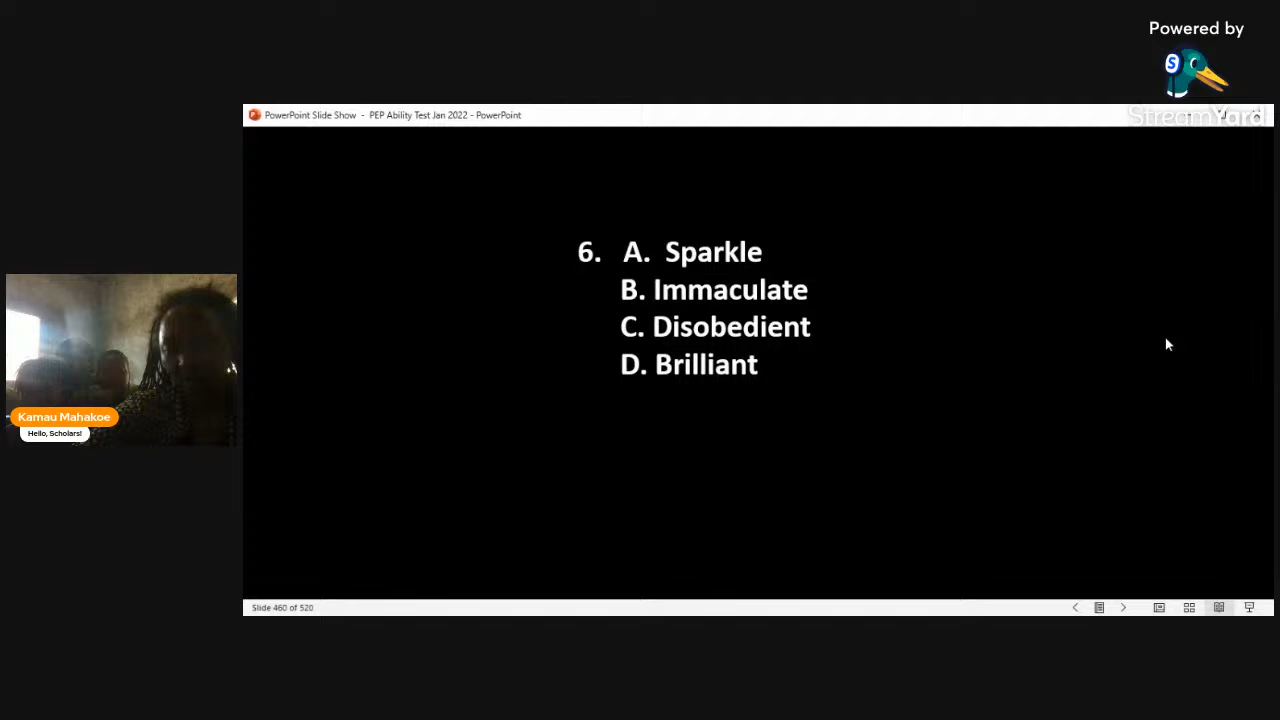 Powered by
S
StreamYard
PowerPoint Slide Show - PEP Ability Test Jan 2022 - PowerPoint
6. A. Sparkle
B. Immaculate
C. Disobedient
D. Brilliant
Kamau Mahakoe
Hello, Scholars!
Slide 460 of 520